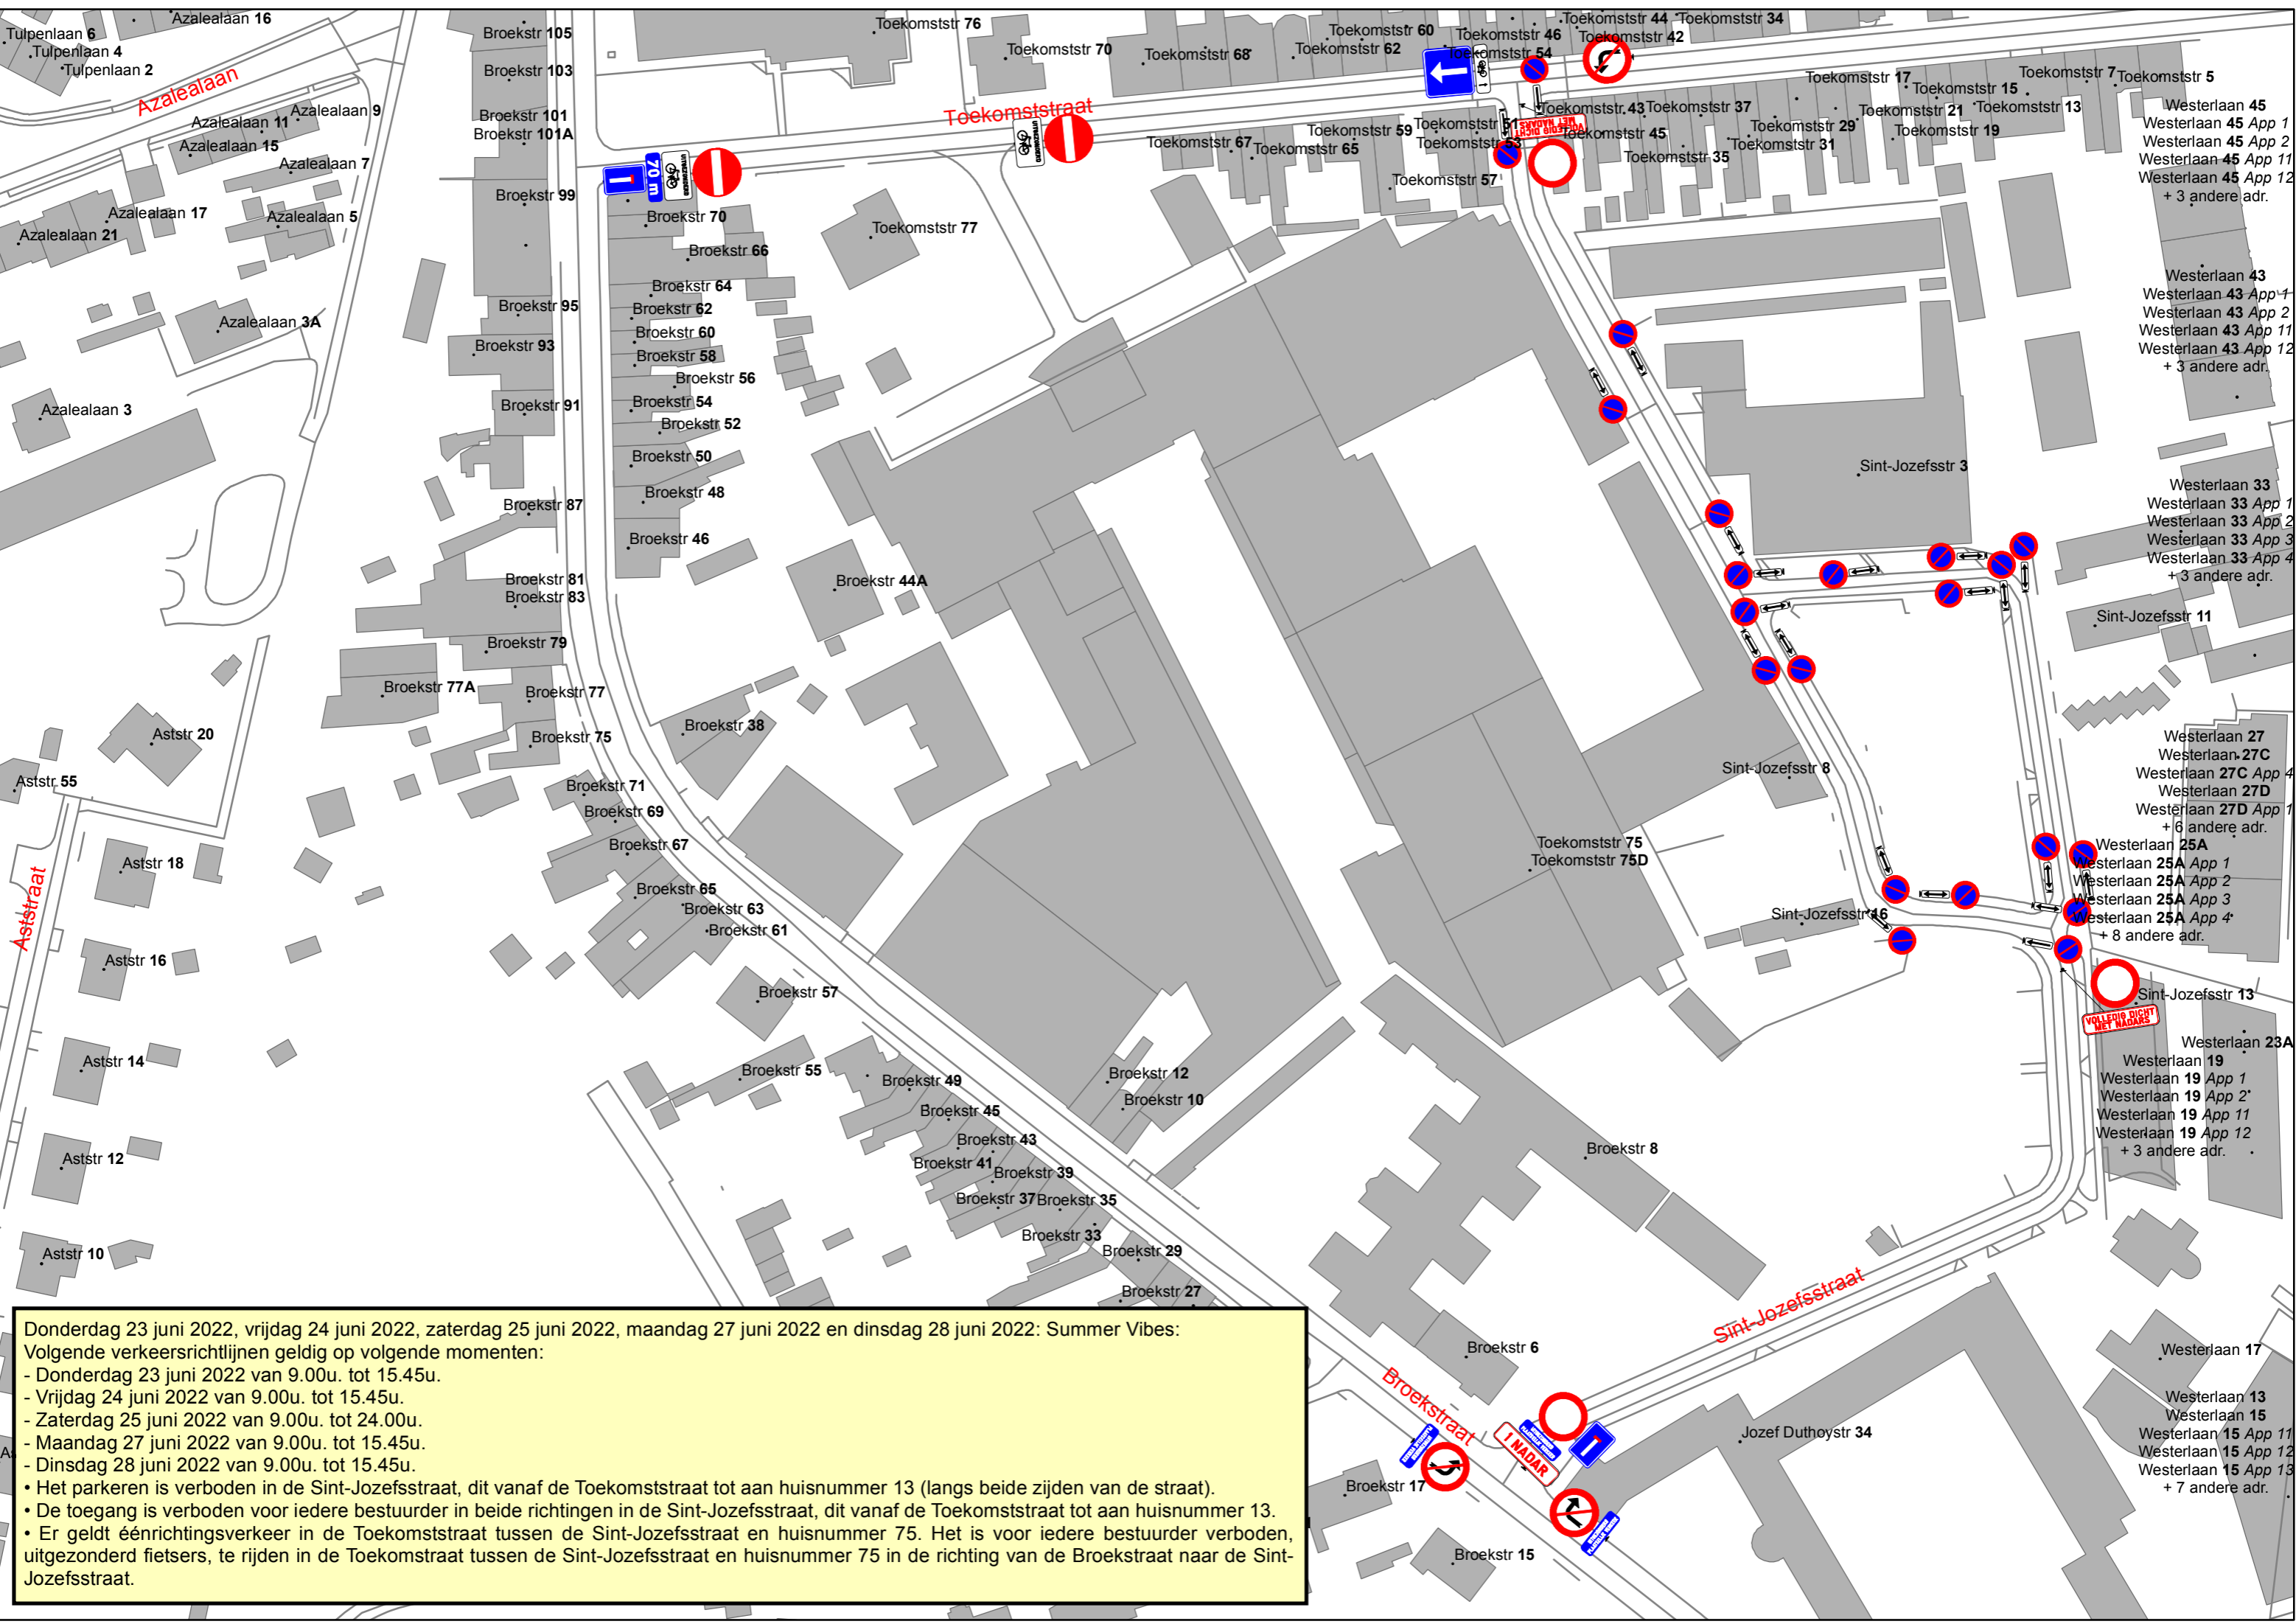 Azalealaan 16
Tulpenlaan 6
Tulpenlaan 4
Tulpenlaan 2
Azalealaan
Azalealaan 9
Azalealaan 11
Azalealaan 15
Azalealaan 7
Azalealaan 17
Azalealaan 5
Azalealaan 21
Azalealaan 3A
Azalealaan 3
Broekstr 105
Broekstr 103
Broekstr 101
Broekstr 101A
Broekstr 99
Broekstr 95
Broekstr 93
Broekstr 91
Broekstr 87
Broekstr 81
Broekstr 83
Broekstr 79
Broekstr 77A
Broekstr 77
Broekstr 75
Broekstr 71
Broekstr 69
Broekstr 67
Broekstr 65
Broekstr 63
Broekstr 61
Broekstr 57
Broekstr 55
Broekstr 49
Broekstr 45
Broekstr 43
Broekstr 41
Broekstr 39
Broekstr 37
Broekstr 35
Broekstr 33
Broekstr 29
Broekstr 27
70 m
UITGEZONDERD
Broekstr 70
Broekstr 66
Broekstr 64
Broekstr 62
Broekstr 60
Broekstr 58
Broekstr 56
Broekstr 54
Broekstr 52
Broekstr 50
Broekstr 48
Broekstr 46
Broekstr 44A
Broekstr 38
Broekstr 12
Broekstr 10
Broekstr 8
Broekstr 6
Broekstr 17
Broekstr 15
Toekomststr 76
Toekomststr 70
Toekomststr 68
Toekomststr 62
Toekomststr 60
Toekomststr 46
Toekomststr 54
Toekomststr 44
Toekomststr 42
Toekomststr 34
Toekomststraat
UITGEZONDERD
Toekomststr 77
Toekomststr 67
Toekomststr 65
Toekomststr 59
Toekomststr 51
Toekomststr 53
Toekomststr 57
VOLLEDIG DICHT
MET NADARS
Toekomststr 43
Toekomststr 45
Toekomststr 37
Toekomststr 35
Toekomststr 29
Toekomststr 31
Toekomststr 17
Toekomststr 21
Toekomststr 19
Toekomststr 15
Toekomststr 13
Toekomststr 7
Toekomststr 5
Westerlaan 45
Westerlaan 45 App 1
Westerlaan 45 App 2
Westerlaan 45 App 11
Westerlaan 45 App 12
+ 3 andere adr.
Westerlaan 43
Westerlaan 43 App 1
Westerlaan 43 App 2
Westerlaan 43 App 11
Westerlaan 43 App 12
+ 3 andere adr.
Sint-Jozefsstr 3
Westerlaan 33
Westerlaan 33 App 1
Westerlaan 33 App 2
Westerlaan 33 App 3
Westerlaan 33 App 4
+ 3 andere adr.
Sint-Jozefsstr 11
Westerlaan 27
Westerlaan 27C
Westerlaan 27C App 4
Westerlaan 27D
Westerlaan 27D App 1
+ 6 andere adr.
Westerlaan 25A
Westerlaan 25A App 1
Westerlaan 25A App 2
Westerlaan 25A App 3
Westerlaan 25A App 4
+ 8 andere adr.
Sint-Jozefsstr 8
Toekomststr 75
Toekomststr 75D
Sint-Jozefsstr 16
Sint-Jozefsstr 13
VOLLEDIG DICHT
MET NADARS
Westerlaan 23A
Westerlaan 19
Westerlaan 19 App 1
Westerlaan 19 App 2
Westerlaan 19 App 11
Westerlaan 19 App 12
+ 3 andere adr.
Aststr 20
Aststr 55
Aststr 18
Aststraat
Aststr 16
Aststr 14
Aststr 12
Aststr 10
Sint-Jozefsstraat
Broekstraat
1 NADAR
Jozef Duthoystr 34
Westerlaan 17
Westerlaan 13
Westerlaan 15
Westerlaan 15 App 11
Westerlaan 15 App 12
Westerlaan 15 App 13
+ 7 andere adr.
Donderdag 23 juni 2022, vrijdag 24 juni 2022, zaterdag 25 juni 2022, maandag 27 juni 2022 en dinsdag 28 juni 2022: Summer Vibes:
Volgende verkeersrichtlijnen geldig op volgende momenten:
- Donderdag 23 juni 2022 van 9.00u. tot 15.45u.
- Vrijdag 24 juni 2022 van 9.00u. tot 15.45u.
- Zaterdag 25 juni 2022 van 9.00u. tot 24.00u.
- Maandag 27 juni 2022 van 9.00u. tot 15.45u.
- Dinsdag 28 juni 2022 van 9.00u. tot 15.45u.
• Het parkeren is verboden in de Sint-Jozefsstraat, dit vanaf de Toekomststraat tot aan huisnummer 13 (langs beide zijden van de straat).
• De toegang is verboden voor iedere bestuurder in beide richtingen in de Sint-Jozefsstraat, dit vanaf de Toekomststraat tot aan huisnummer 13.
• Er geldt éénrichtingsverkeer in de Toekomststraat tussen de Sint-Jozefsstraat en huisnummer 75. Het is voor iedere bestuurder verboden,
uitgezonderd fietsers, te rijden in de Toekomstraat tussen de Sint-Jozefsstraat en huisnummer 75 in de richting van de Broekstraat naar de Sint-
Jozefsstraat.